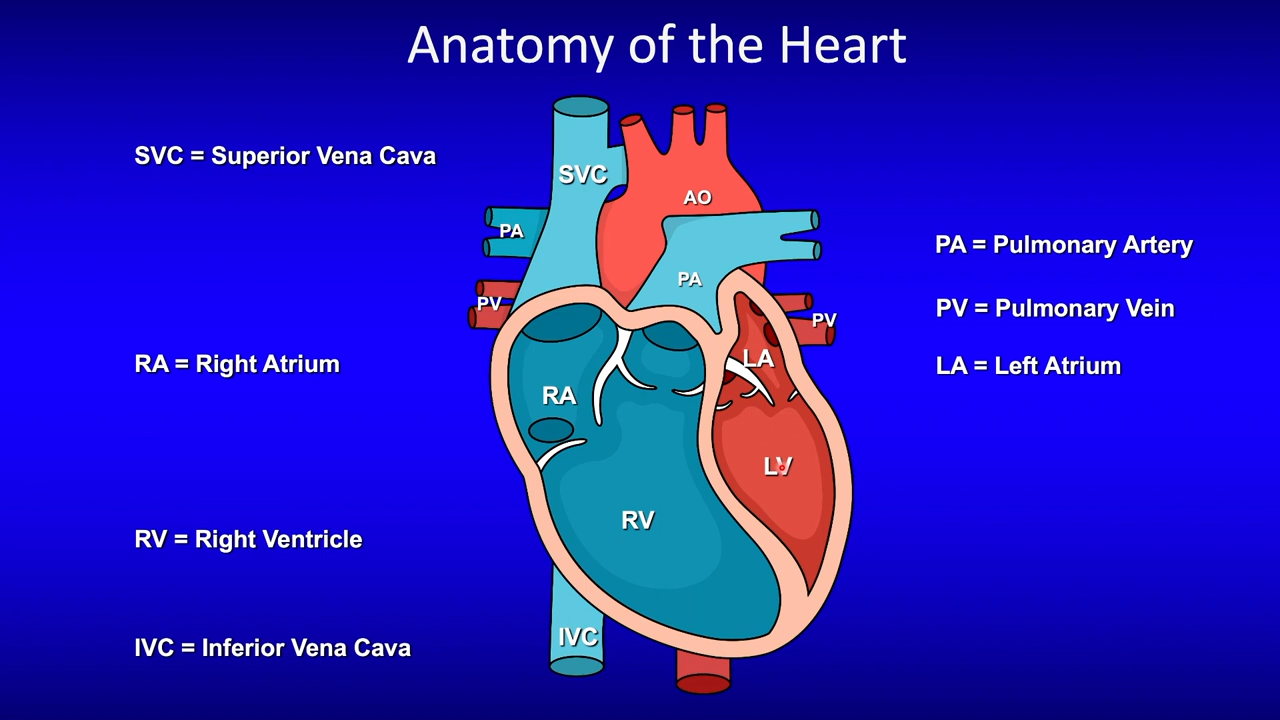 Anatomy of the Heart
SVC = Superior Vena Cava
SVC
AO
PA
PA = Pulmonary Artery
PA
PV
PV = Pulmonary Vein
PV
RA = Right Atrium
LA
LA = Left Atrium
RA
LV
RV
RV = Right Ventricle
IVC
IVC = Inferior Vena Cava